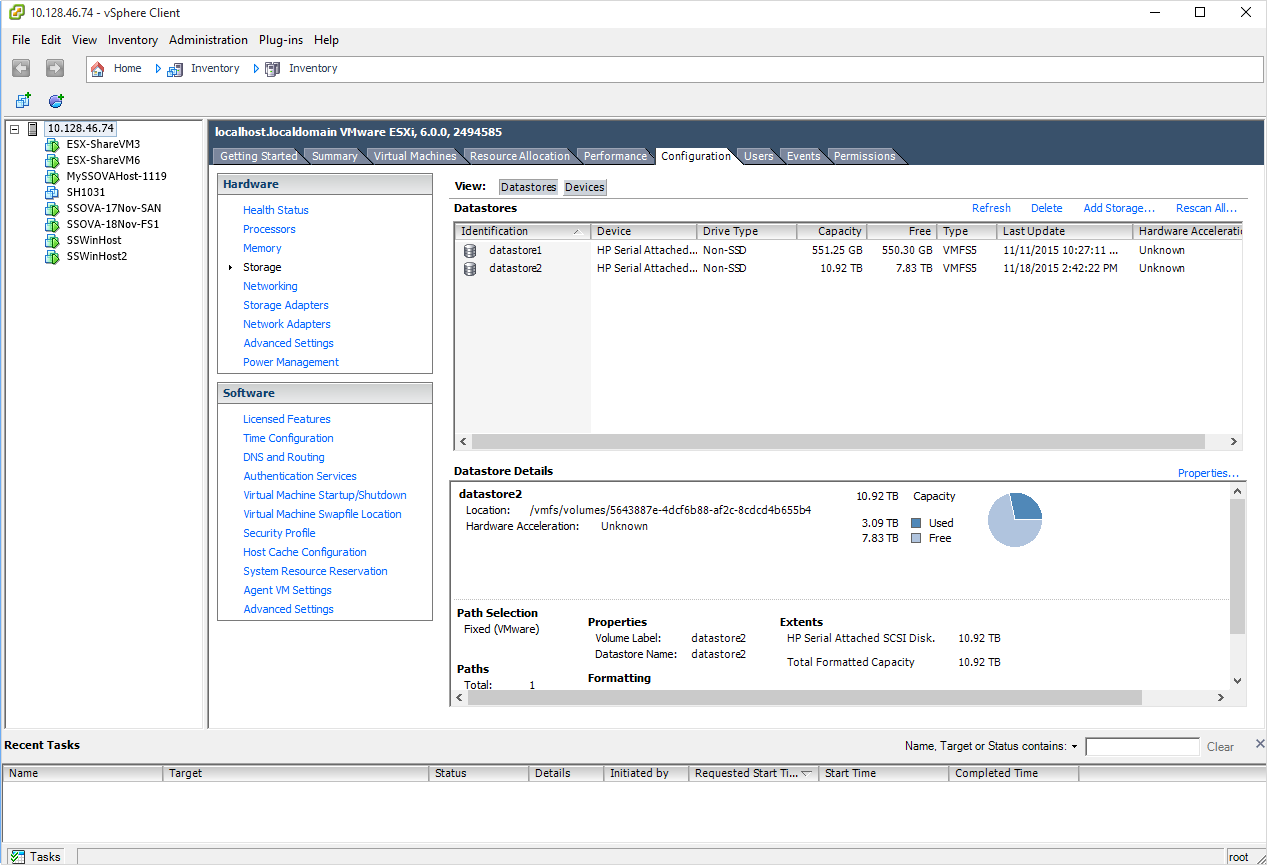 10.128.46.74 - vSphere Client
File Edit View Inventory Administration Plug-ins Help
Home Inventory Inventory
10.128.46.74
ESX-ShareVM3
ESX-ShareVM6
MySSOVAHost-1119
SH1031
SSOVA-17Nov-SAN
SSOVA-18Nov-FS1
SSWinHost
SSWinHost2
localhost.localdomain VMware ESXi, 6.0.0, 2494585
Getting Started Summary Virtual Machines Resource Allocation Performance Configuration Users Events Permissions
Hardware
Health Status
Processors
Memory
Storage
Networking
Storage Adapters
Network Adapters
Advanced Settings
Power Management
Software
Licensed Features
Time Configuration
DNS and Routing
Authentication Services
Virtual Machine Startup/Shutdown
Virtual Machine Swapfile Location
Security Profile
Host Cache Configuration
System Resource Reservation
Agent VM Settings
Advanced Settings
View: Datastores Devices
Datastores Refresh Delete Add Storage... Rescan All...
Identification Device Drive Type Capacity Free Type Last Update Hardware Acceleratio
datastore1 HP Serial Attached... Non-SSD 551.25 GB 550.30 GB VMFS5 11/11/2015 10:27:11 ... Unknown
datastore2 HP Serial Attached... Non-SSD 10.92 TB 7.83 TB VMFS5 11/18/2015 2:42:22 PM Unknown
Datastore Details Properties...
datastore2 10.92 TB Capacity
Location: /vmfs/volumes/5643887e-4dcf6b88-af2c-8cdcd4b655b4
Hardware Acceleration: Unknown
3.09 TB Used
7.83 TB Free
Path Selection
Fixed (VMware)
Paths
Total: 1
Properties
Volume Label: datastore2
Datastore Name: datastore2
Formatting
Extents
HP Serial Attached SCSI Disk. 10.92 TB
Total Formatted Capacity 10.92 TB
Recent Tasks Name, Target or Status contains: Clear
Name Target Status Details Initiated by Requested Start Ti... Start Time Completed Time
Tasks root